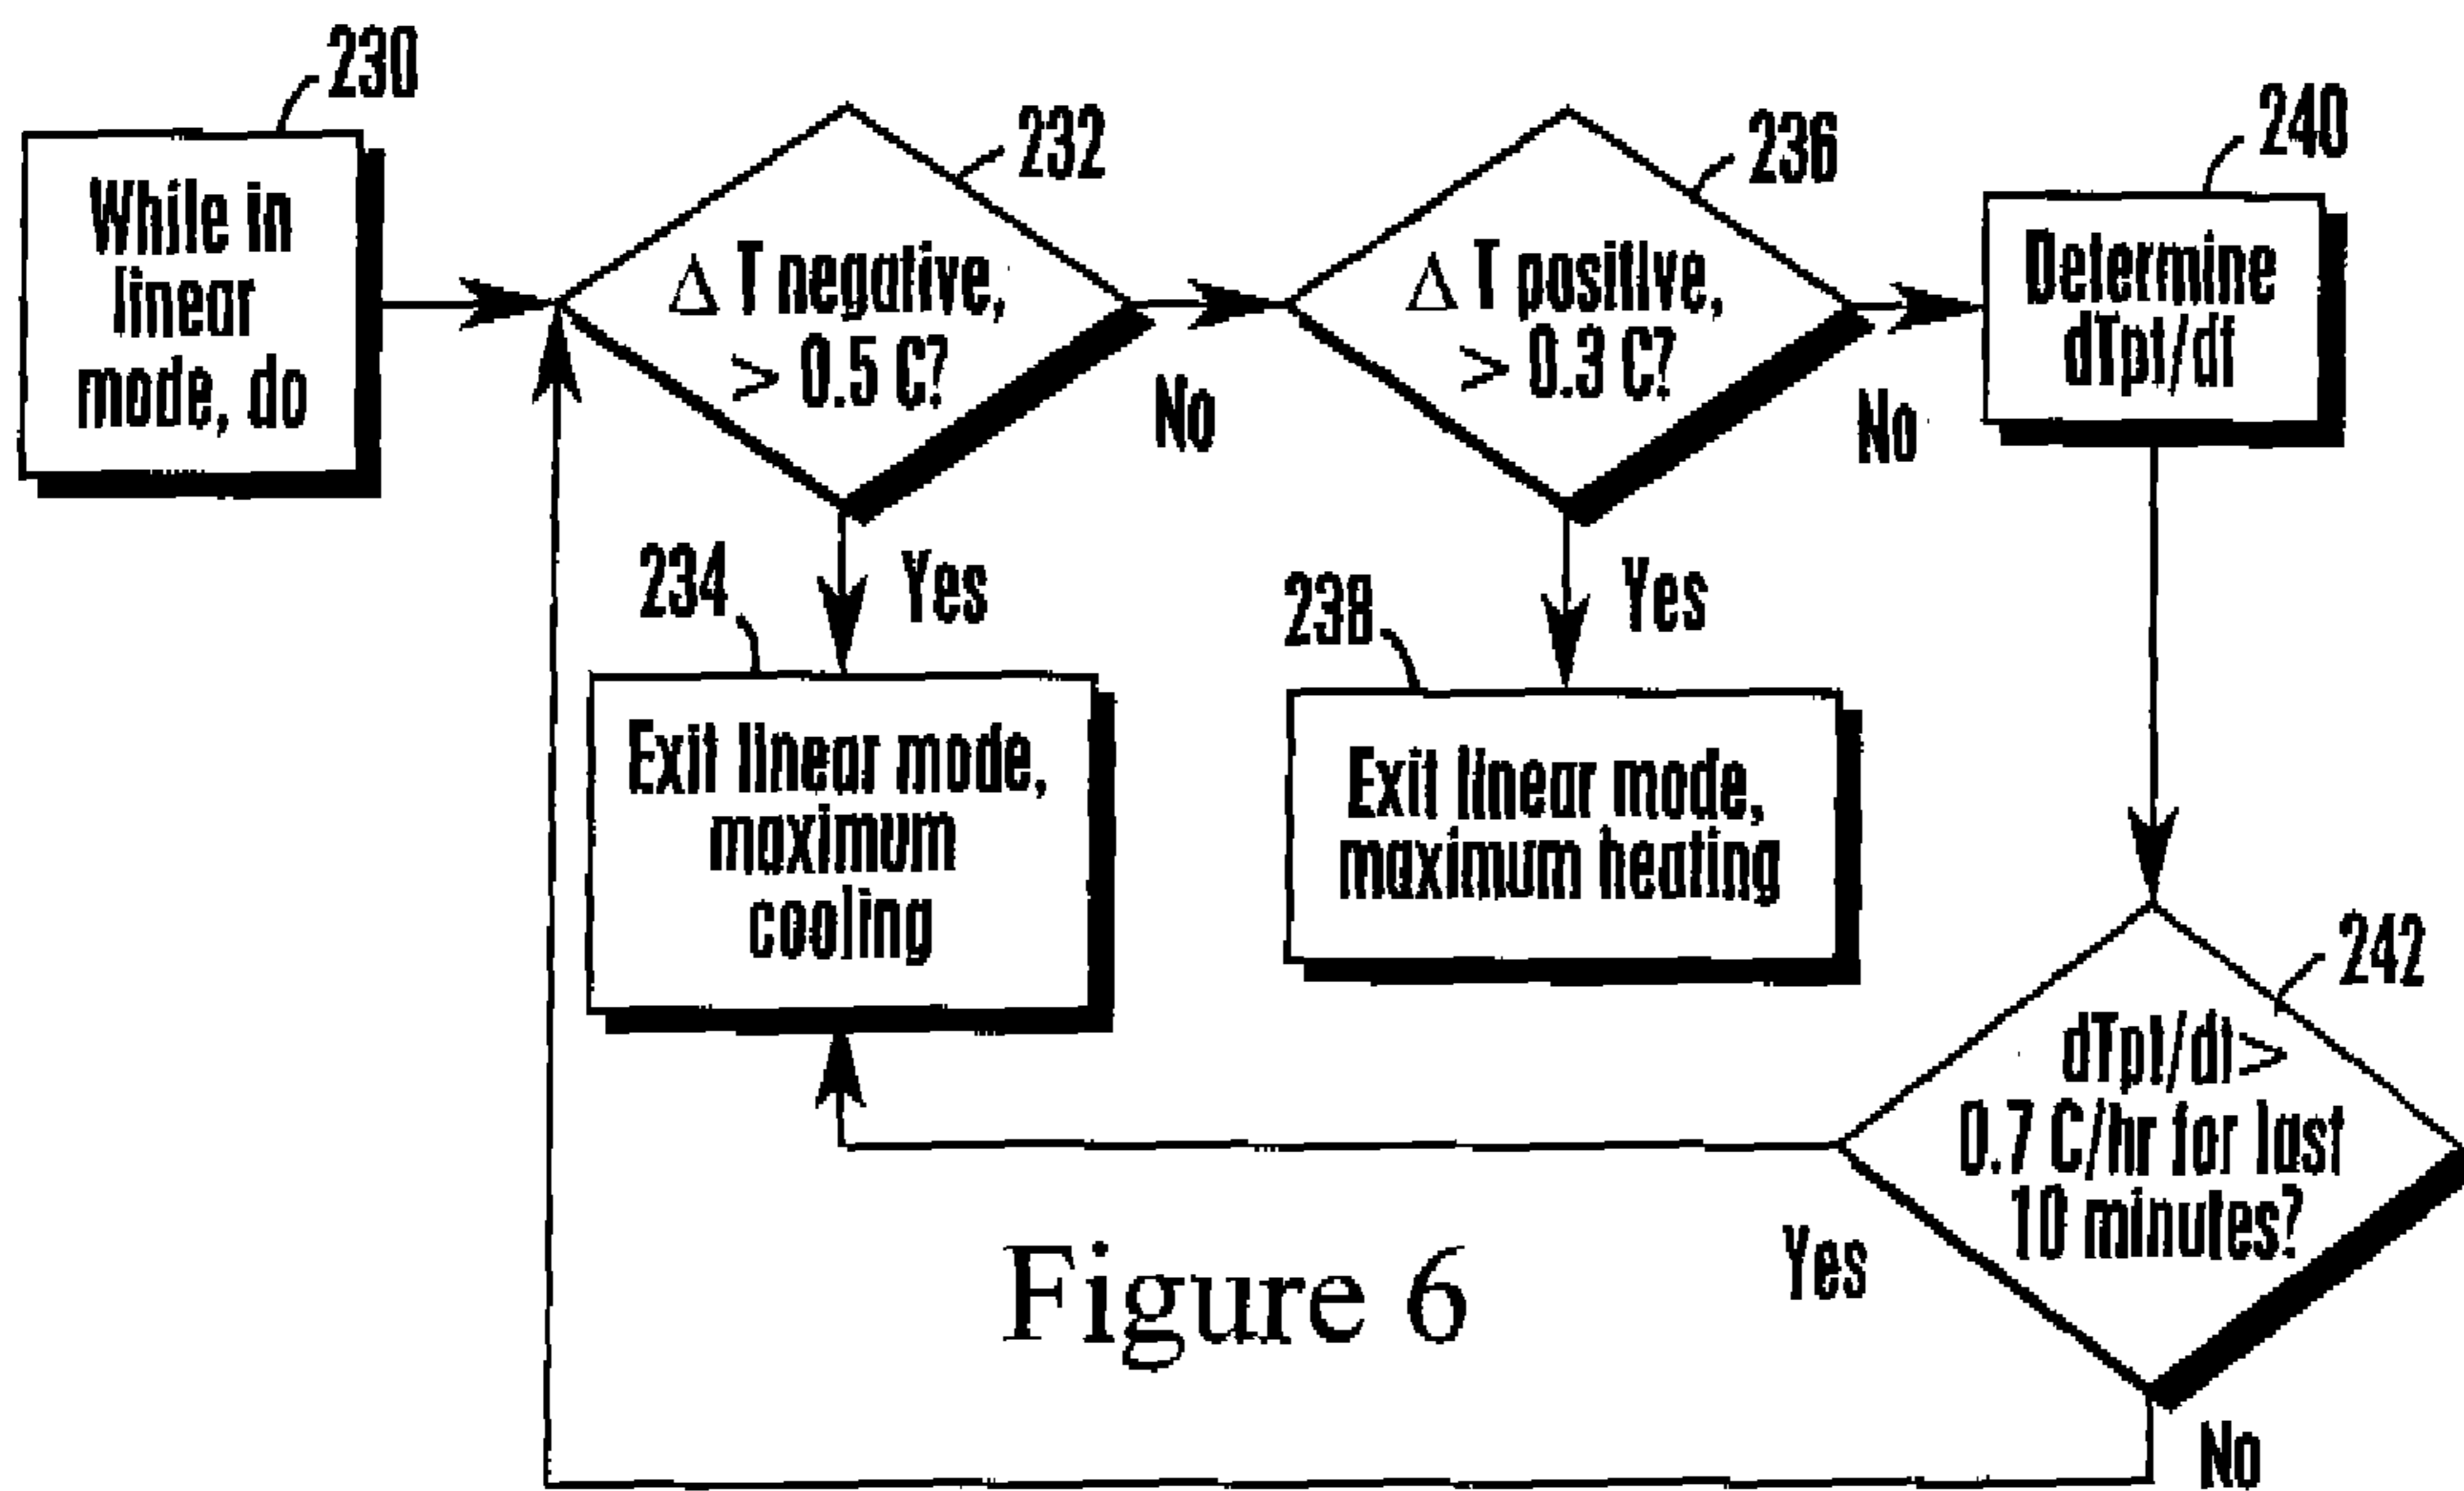 230
While in
linear
mode, do
232
Δ T negative,
> 0.5 C?
No
Yes
236
Δ T positive,
> 0.3 C?
No
Yes
240
Determine
dTpt/dt
234
Exit linear mode,
maximum
cooling
238
Exit linear mode,
maximum heating
242
dTpt/dt>
0.7 C/hr for last
10 minutes?
Yes
No
Figure 6